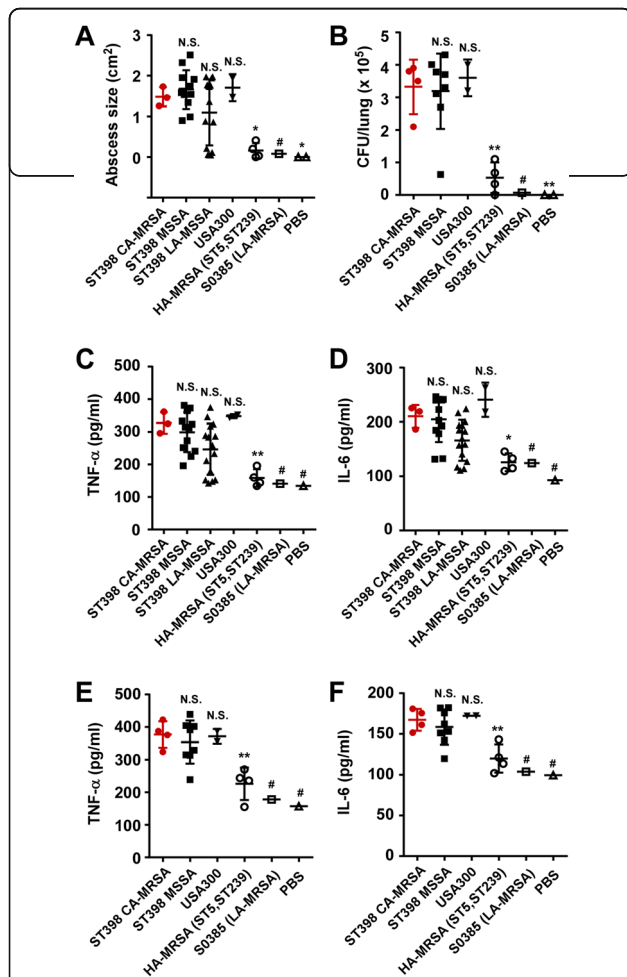 A
B
N.S.
N.S.
N.S.
*
#
*
Abscess size (cm²)
3
2
1
0
ST398 CA-MRSA
ST398 MSSA
ST398 LA-MSSA
USA300
HA-MRSA (ST5,ST239)
S0385 (LA-MRSA)
PBS
N.S.
N.S.
**
#
**
CFU/lung (x 10⁵)
5
4
3
2
1
0
ST398 CA-MRSA
ST398 MSSA
USA300
HA-MRSA (ST5,ST239)
S0385 (LA-MRSA)
PBS
C
D
N.S.
N.S.
N.S.
**
#
#
TNF-α (pg/ml)
500
400
300
200
100
0
ST398 CA-MRSA
ST398 MSSA
ST398 LA-MSSA
USA300
HA-MRSA (ST5,ST239)
S0385 (LA-MRSA)
PBS
N.S.
N.S.
N.S.
*
#
#
IL-6 (pg/ml)
300
200
100
0
ST398 CA-MRSA
ST398 MSSA
ST398 LA-MSSA
USA300
HA-MRSA (ST5,ST239)
S0385 (LA-MRSA)
PBS
E
F
N.S.
N.S.
**
#
#
TNF-α (pg/ml)
500
400
300
200
100
0
ST398 CA-MRSA
ST398 MSSA
USA300
HA-MRSA (ST5,ST239)
S0385 (LA-MRSA)
PBS
N.S.
N.S.
**
#
#
IL-6 (pg/ml)
200
150
100
50
0
ST398 CA-MRSA
ST398 MSSA
USA300
HA-MRSA (ST5,ST239)
S0385 (LA-MRSA)
PBS